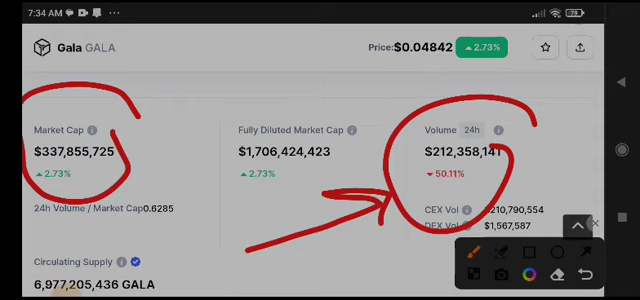 7:34 AM
79
Gala GALA
Price:$0.04842 ▲ 2.73%
Market Cap
$337,855,725
▲ 2.73%
24h Volume / Market Cap0.6285
Fully Diluted Market Cap
$1,706,424,423
▲ 2.73%
Volume 24h
$212,358,141
▼ 50.11%
CEX Vol $210,790,554
DEX Vol $1,567,587
Circulating Supply
6,977,205,436 GALA